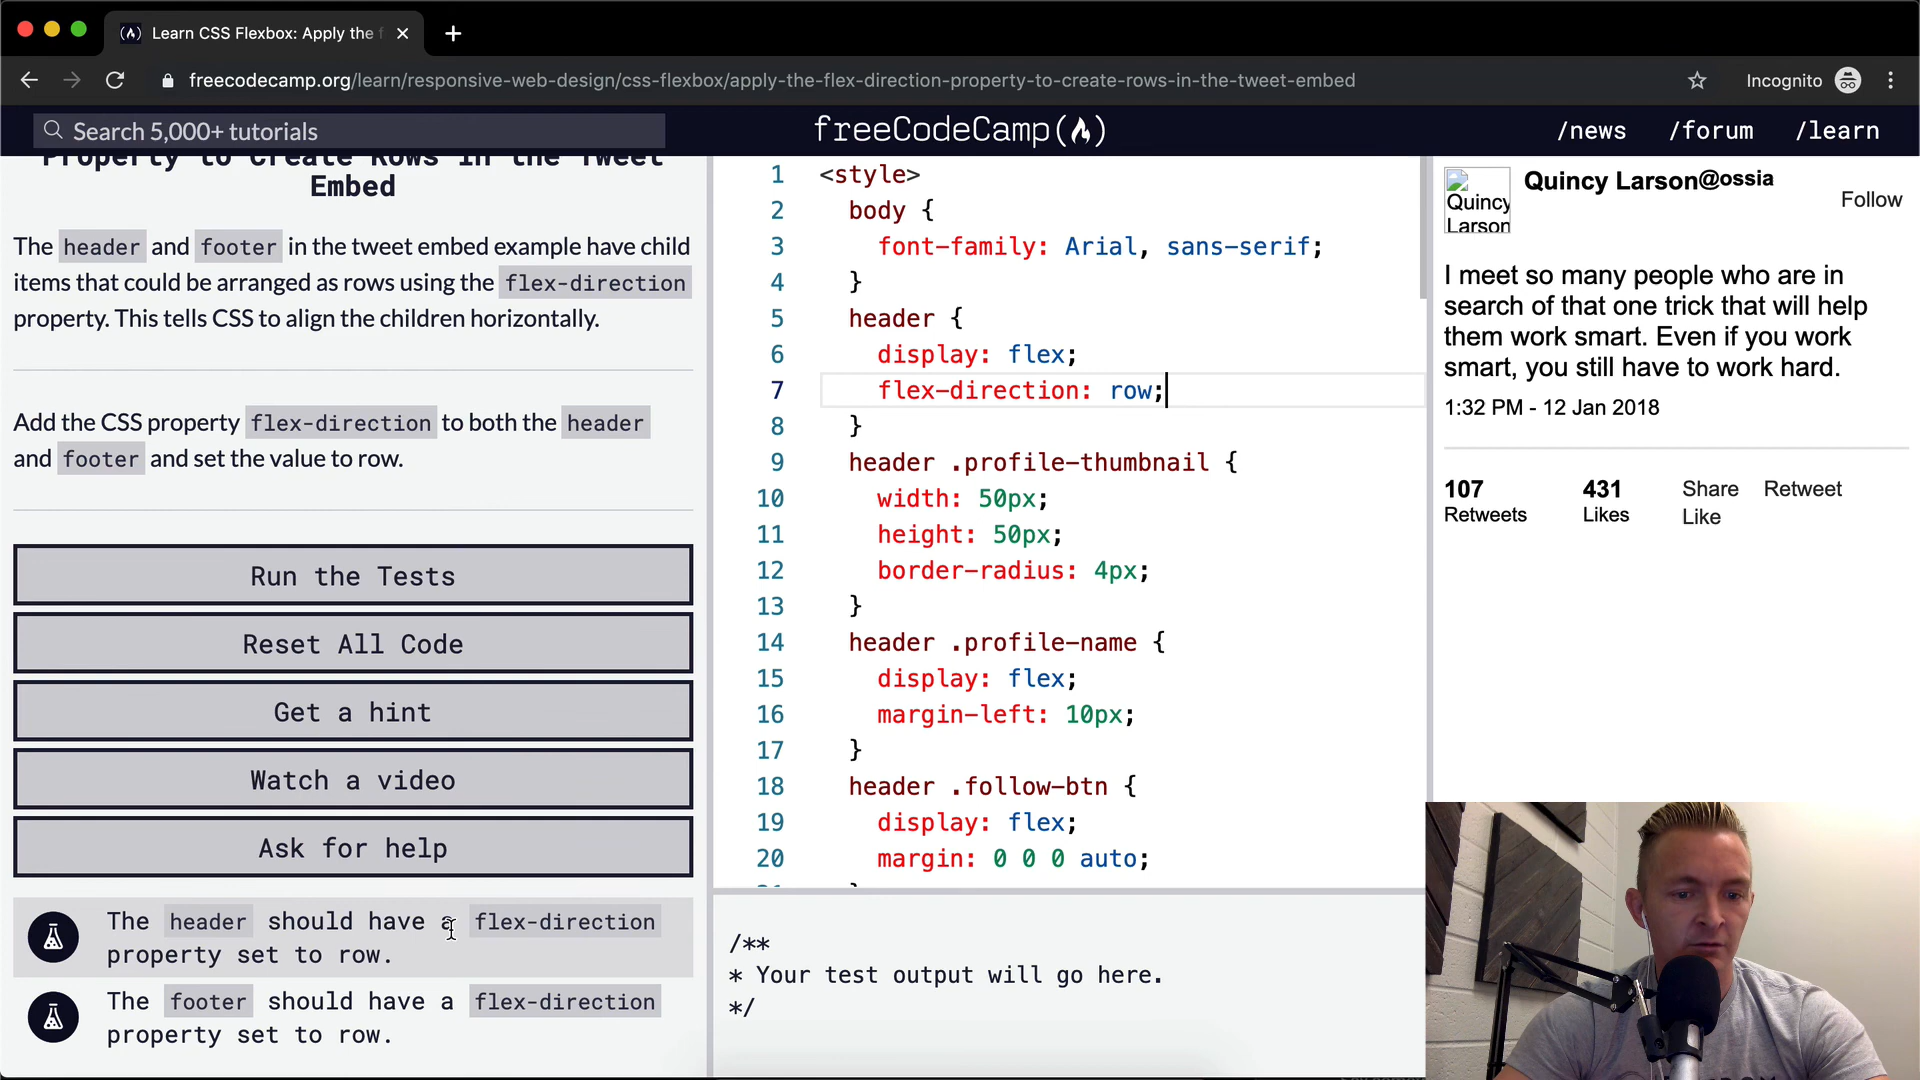 Learn CSS Flexbox: Apply the f
freecodecamp.org/learn/responsive-web-design/css-flexbox/apply-the-flex-direction-property-to-create-rows-in-the-tweet-embed
Incognito
Search 5,000+ tutorials
freeCodeCamp
/news
/forum
/learn
Property to Create Rows in the Tweet
Embed
The header and footer in the tweet embed example have child
items that could be arranged as rows using the flex-direction
property. This tells CSS to align the children horizontally.
Add the CSS property flex-direction to both the header
and footer and set the value to row.
Run the Tests
Reset All Code
Get a hint
Watch a video
Ask for help
The header should have a flex-direction
property set to row.
The footer should have a flex-direction
property set to row.
1 <style>
2 body {
3 font-family: Arial, sans-serif;
4 }
5 header {
6 display: flex;
7 flex-direction: row;
8 }
9 header .profile-thumbnail {
10 width: 50px;
11 height: 50px;
12 border-radius: 4px;
13 }
14 header .profile-name {
15 display: flex;
16 margin-left: 10px;
17 }
18 header .follow-btn {
19 display: flex;
20 margin: 0 0 0 auto;
/**
* Your test output will go here.
*/
Quincy
Larson
Quincy Larson@ossia
Follow
I meet so many people who are in
search of that one trick that will help
them work smart. Even if you work
smart, you still have to work hard.
1:32 PM - 12 Jan 2018
107
Retweets
431
Likes
Share Retweet
Like